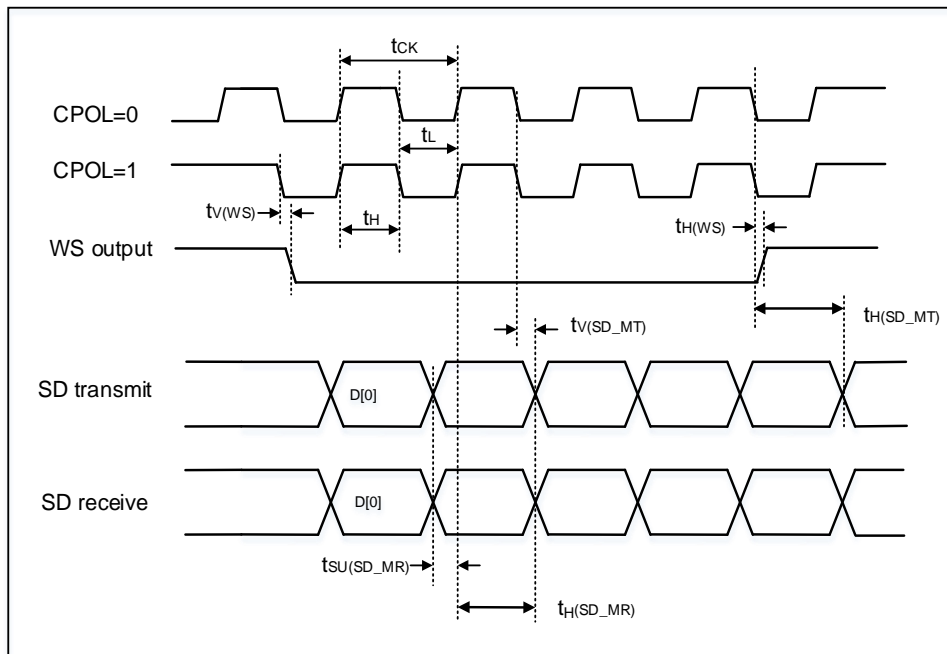 tCK
CPOL=0
tL
CPOL=1
tV(WS)
tH
tH(WS)
WS output
tV(SD_MT)
tH(SD_MT)
SD transmit
D[0]
SD receive
D[0]
tSU(SD_MR)
tH(SD_MR)